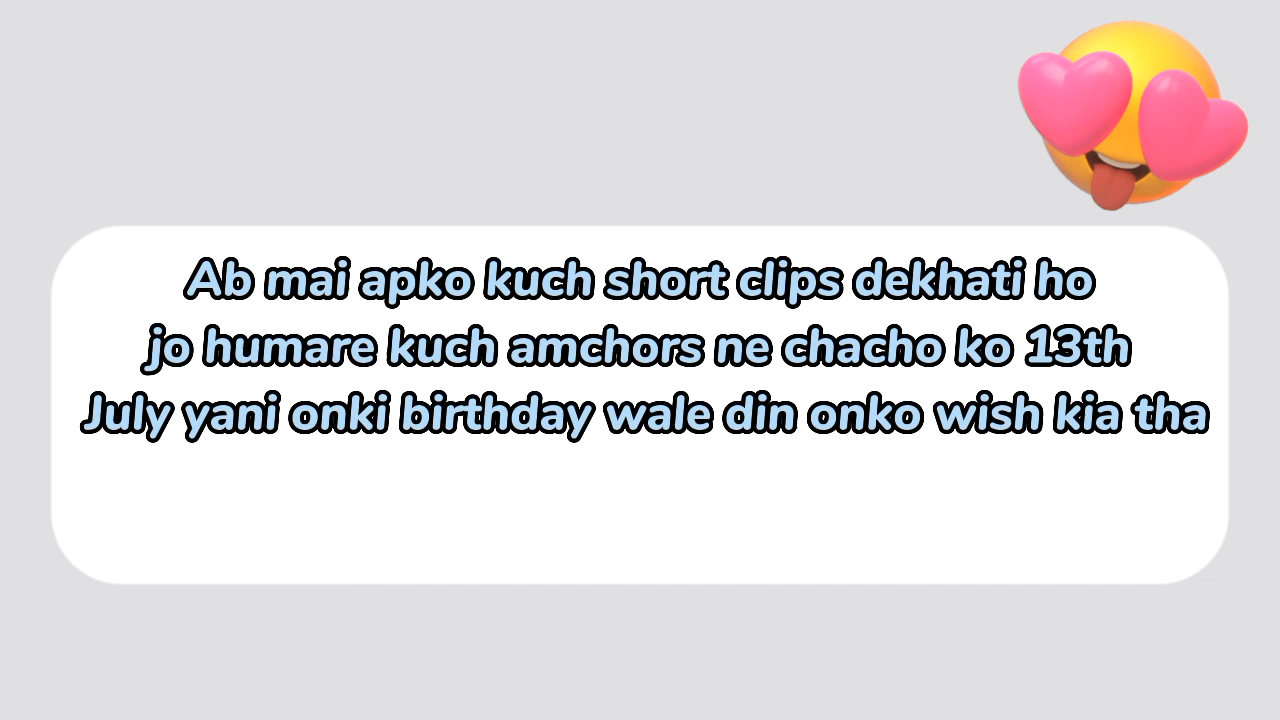 Ab mai apko kuch short clips dekhati ho
jo humare kuch amchors ne chacho ko 13th
July yani onki birthday wale din onko wish kia tha